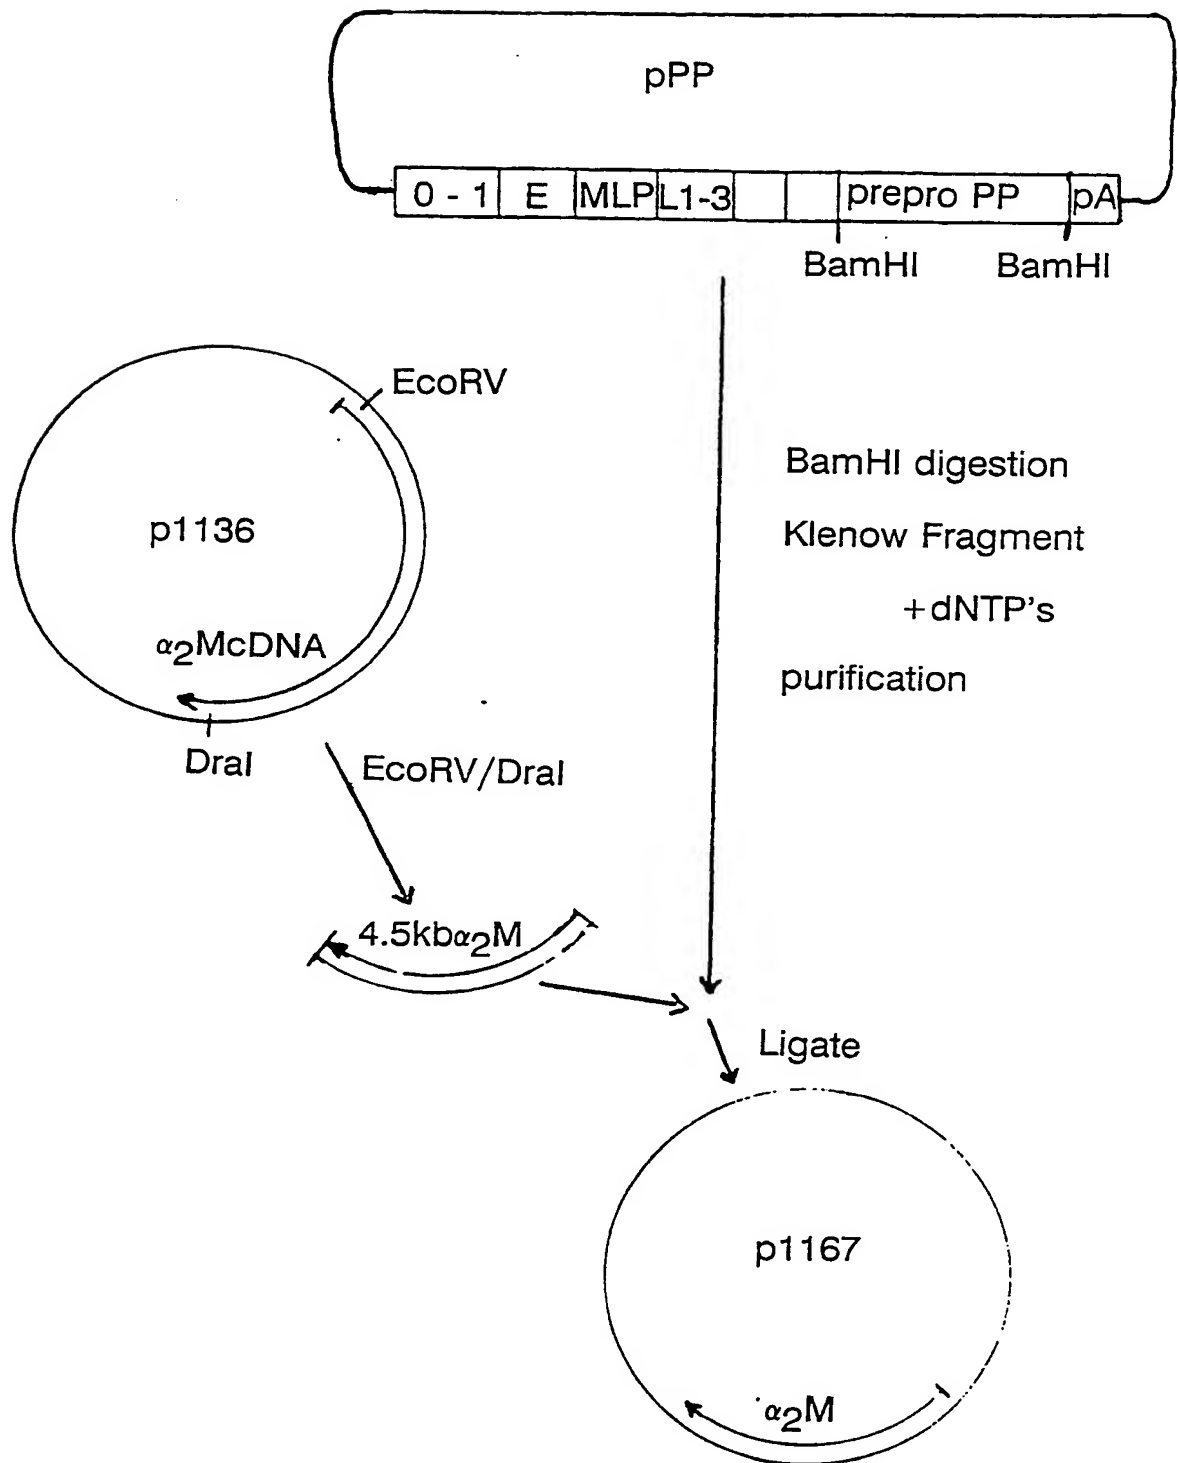 pPP
0 - 1 E MLP L1-3 prepro PP pA
BamHI BamHI
EcoRV
p1136
α2McDNA
DraI
BamHI digestion
Klenow Fragment
+dNTP's
purification
EcoRV/DraI
4.5kbα2M
Ligate
p1167
α2M